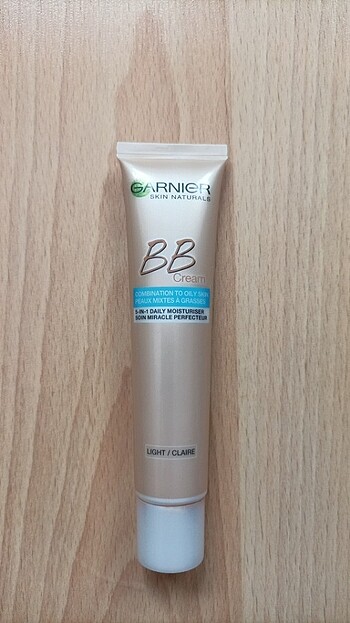 GARNIER
SKIN NATURALS
BB
Cream
COMBINATION TO OILY SKIN
PEAUX MIXTES À GRASSES
5-IN-1 DAILY MOISTURISER
SOIN MIRACLE PERFECTEUR
LIGHT / CLAIRE